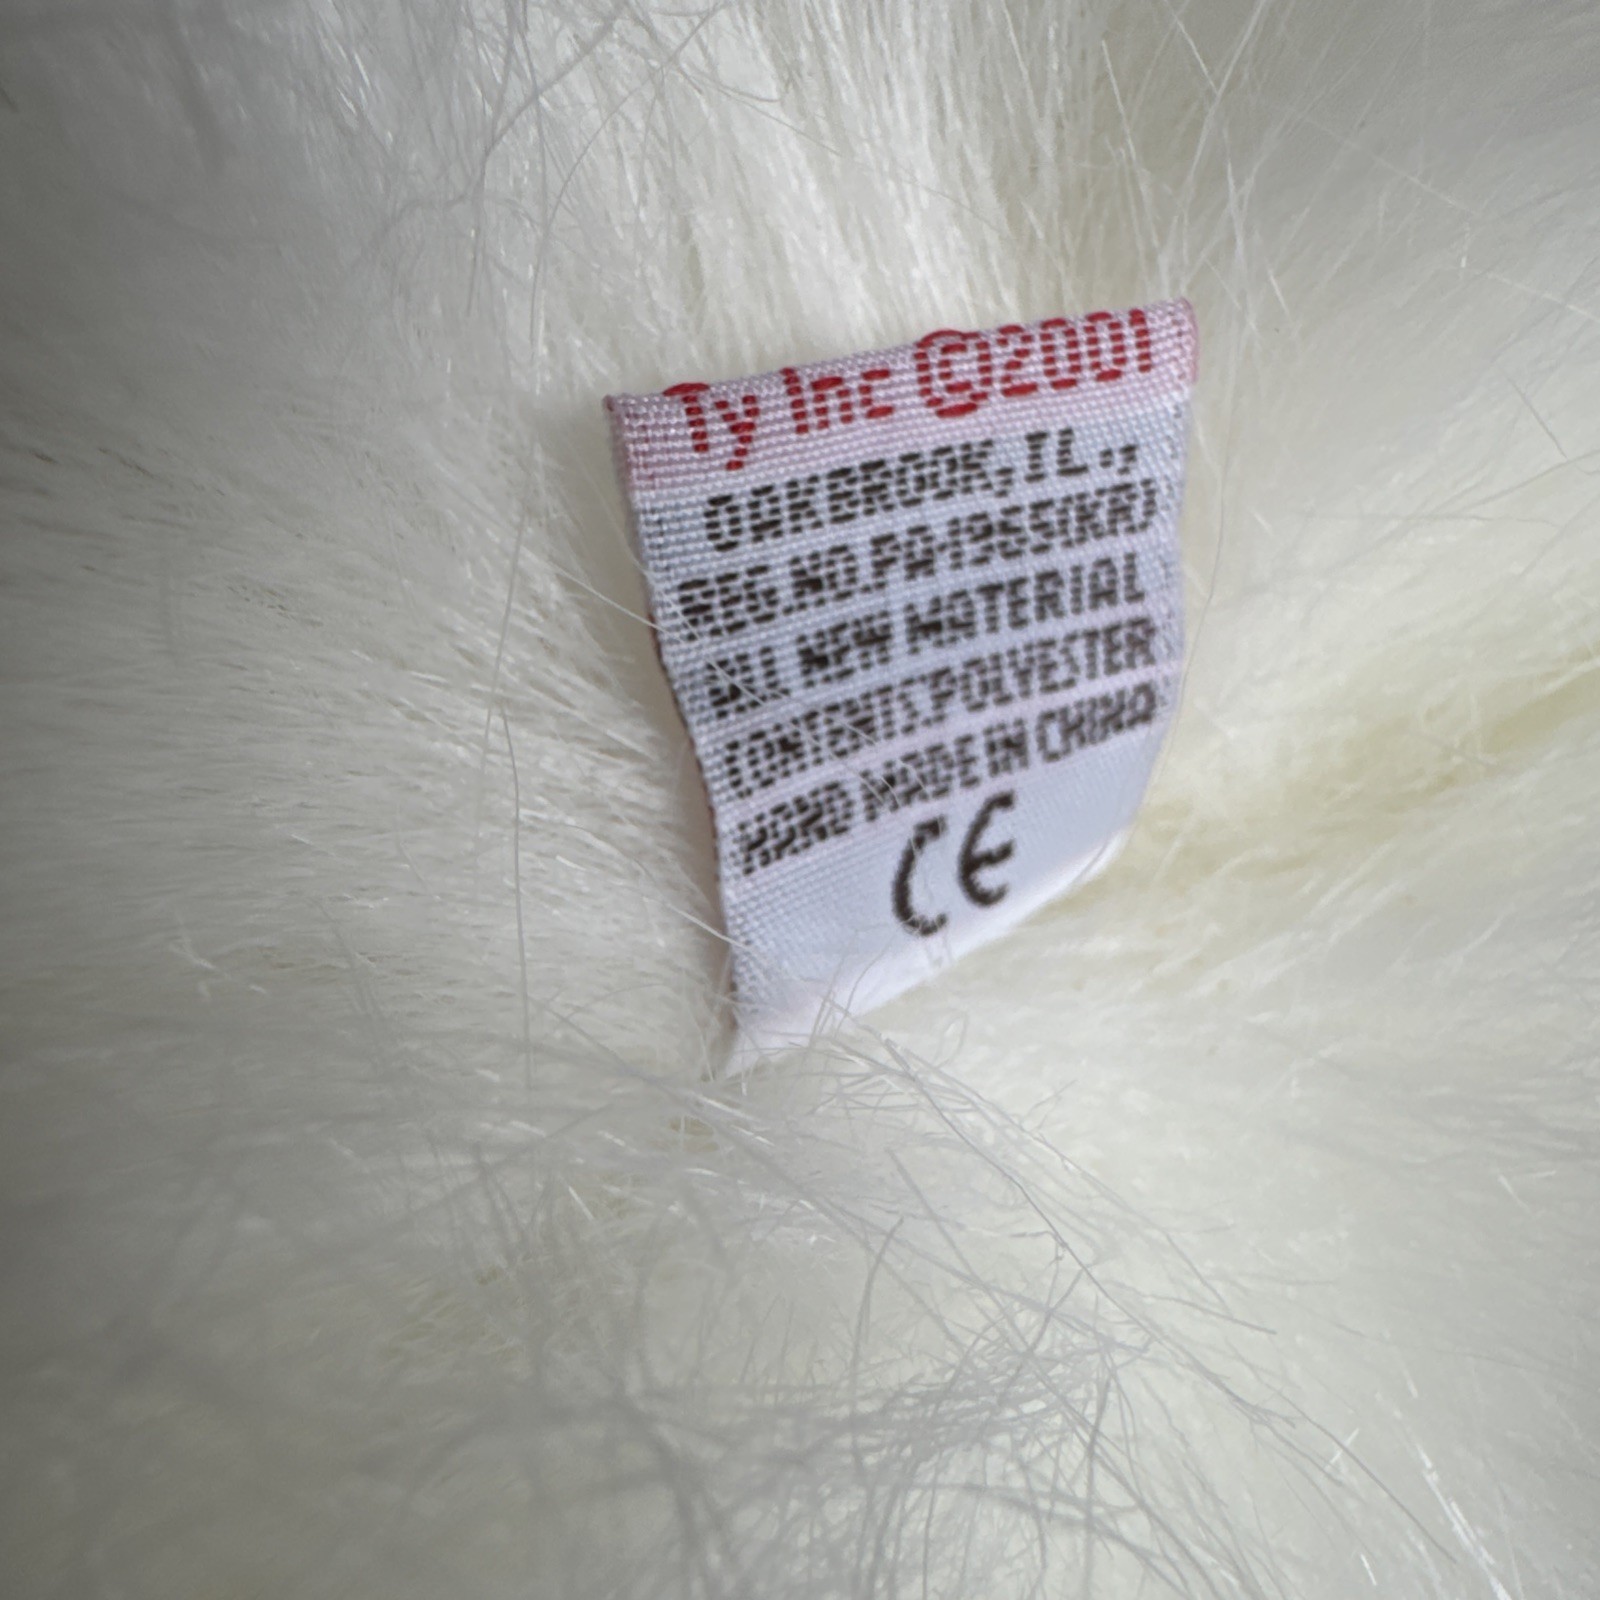 Ty Inc (C)2001
OAKBROOK, IL.,
REG.NO.PA-1965(KR)
ALL NEW MATERIAL
CONTENTS:POLYESTER
HAND MADE IN CHINA
CE